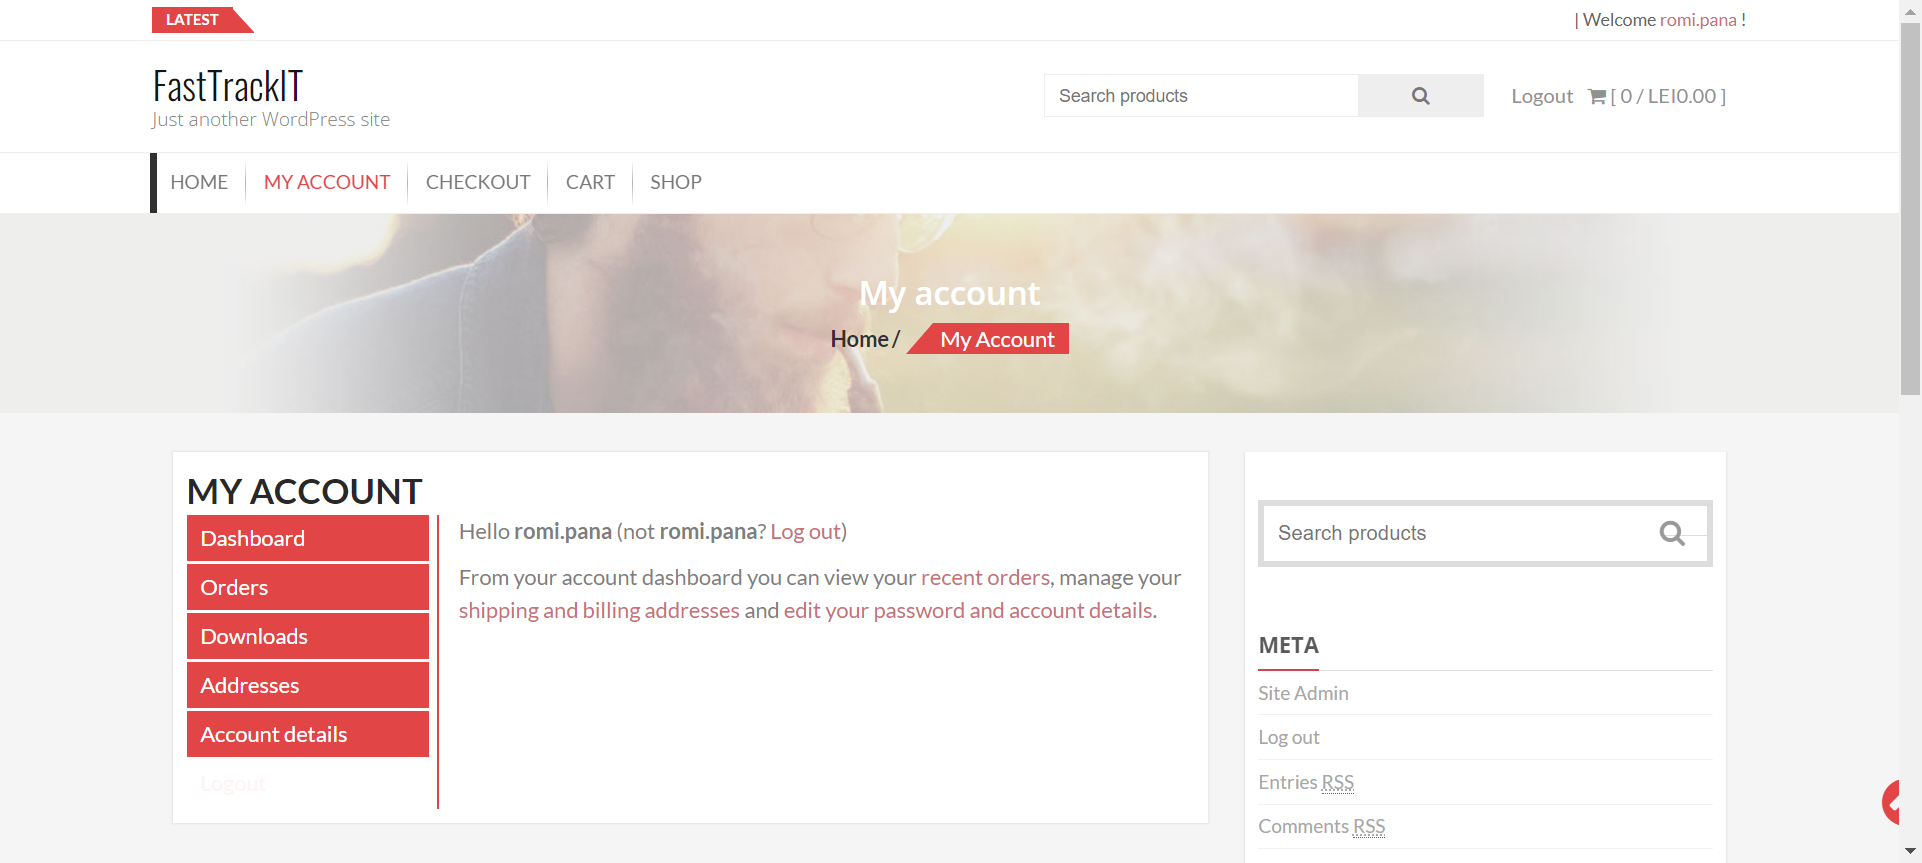 LATEST
| Welcome romi.pana !
FastTrackIT
Just another WordPress site
Search products
Logout [ 0 / LEI0.00 ]
HOME MY ACCOUNT CHECKOUT CART SHOP
My account
Home / My Account
MY ACCOUNT
Dashboard
Orders
Downloads
Addresses
Account details
Logout
Hello romi.pana (not romi.pana? Log out)
From your account dashboard you can view your recent orders, manage your
shipping and billing addresses and edit your password and account details.
Search products
META
Site Admin
Log out
Entries RSS
Comments RSS